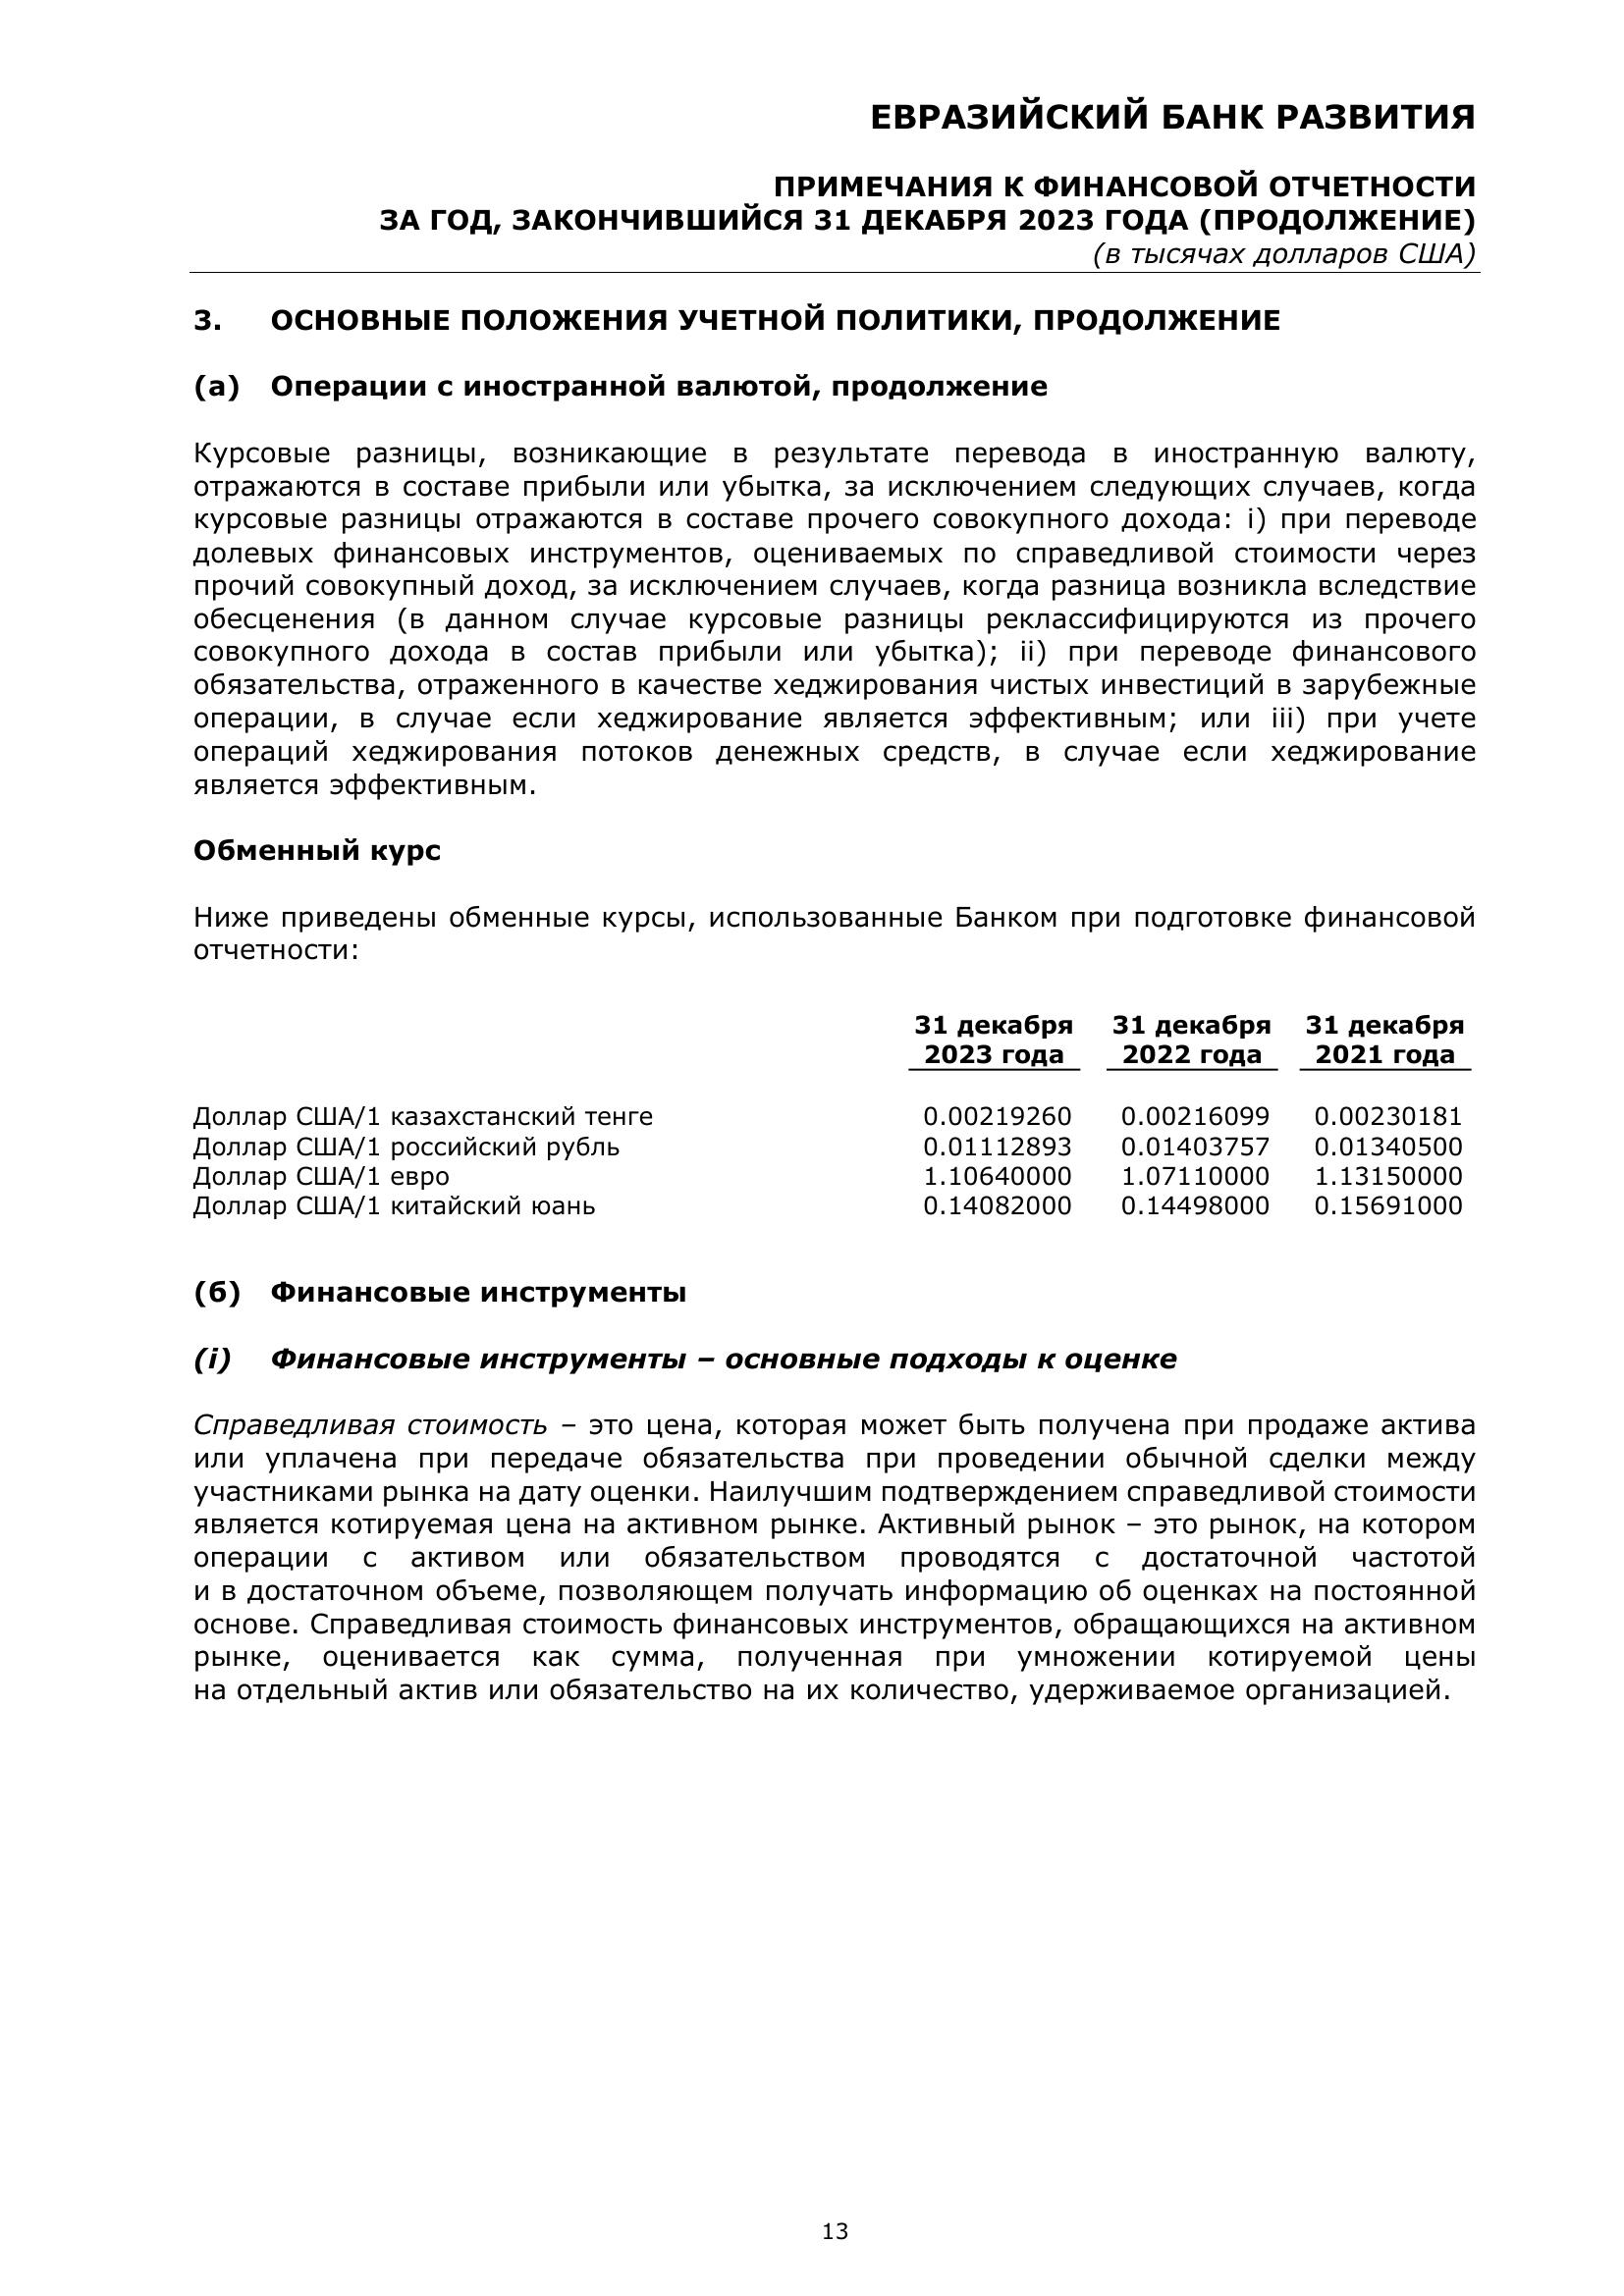 ЕВРАЗИЙСКИЙ БАНК РАЗВИТИЯ
ПРИМЕЧАНИЯ К ФИНАНСОВОЙ ОТЧЕТНОСТИ
ЗА ГОД, ЗАКОНЧИВШИЙСЯ 31 ДЕКАБРЯ 2023 ГОДА (ПРОДОЛЖЕНИЕ)
(в тысячах долларов США)
3. ОСНОВНЫЕ ПОЛОЖЕНИЯ УЧЕТНОЙ ПОЛИТИКИ, ПРОДОЛЖЕНИЕ
(а) Операции с иностранной валютой, продолжение
Курсовые разницы, возникающие в результате перевода в иностранную валюту,
отражаются в составе прибыли или убытка, за исключением следующих случаев, когда
курсовые разницы отражаются в составе прочего совокупного дохода: i) при переводе
долевых финансовых инструментов, оцениваемых по справедливой стоимости через
прочий совокупный доход, за исключением случаев, когда разница возникла вследствие
обесценения (в данном случае курсовые разницы реклассифицируются из прочего
совокупного дохода в состав прибыли или убытка); ii) при переводе финансового
обязательства, отраженного в качестве хеджирования чистых инвестиций в зарубежные
операции, в случае если хеджирование является эффективным; или iii) при учете
операций хеджирования потоков денежных средств, в случае если хеджирование
является эффективным.
Обменный курс
Ниже приведены обменные курсы, использованные Банком при подготовке финансовой
отчетности:
31 декабря 31 декабря 31 декабря
2023 года 2022 года 2021 года
Доллар США/1 казахстанский тенге 0.00219260 0.00216099 0.00230181
Доллар США/1 российский рубль 0.01112893 0.01403757 0.01340500
Доллар США/1 евро 1.10640000 1.07110000 1.13150000
Доллар США/1 китайский юань 0.14082000 0.14498000 0.15691000
(б) Финансовые инструменты
(i) Финансовые инструменты – основные подходы к оценке
Справедливая стоимость – это цена, которая может быть получена при продаже актива
или уплачена при передаче обязательства при проведении обычной сделки между
участниками рынка на дату оценки. Наилучшим подтверждением справедливой стоимости
является котируемая цена на активном рынке. Активный рынок – это рынок, на котором
операции с активом или обязательством проводятся с достаточной частотой
и в достаточном объеме, позволяющем получать информацию об оценках на постоянной
основе. Справедливая стоимость финансовых инструментов, обращающихся на активном
рынке, оценивается как сумма, полученная при умножении котируемой цены
на отдельный актив или обязательство на их количество, удерживаемое организацией.
13